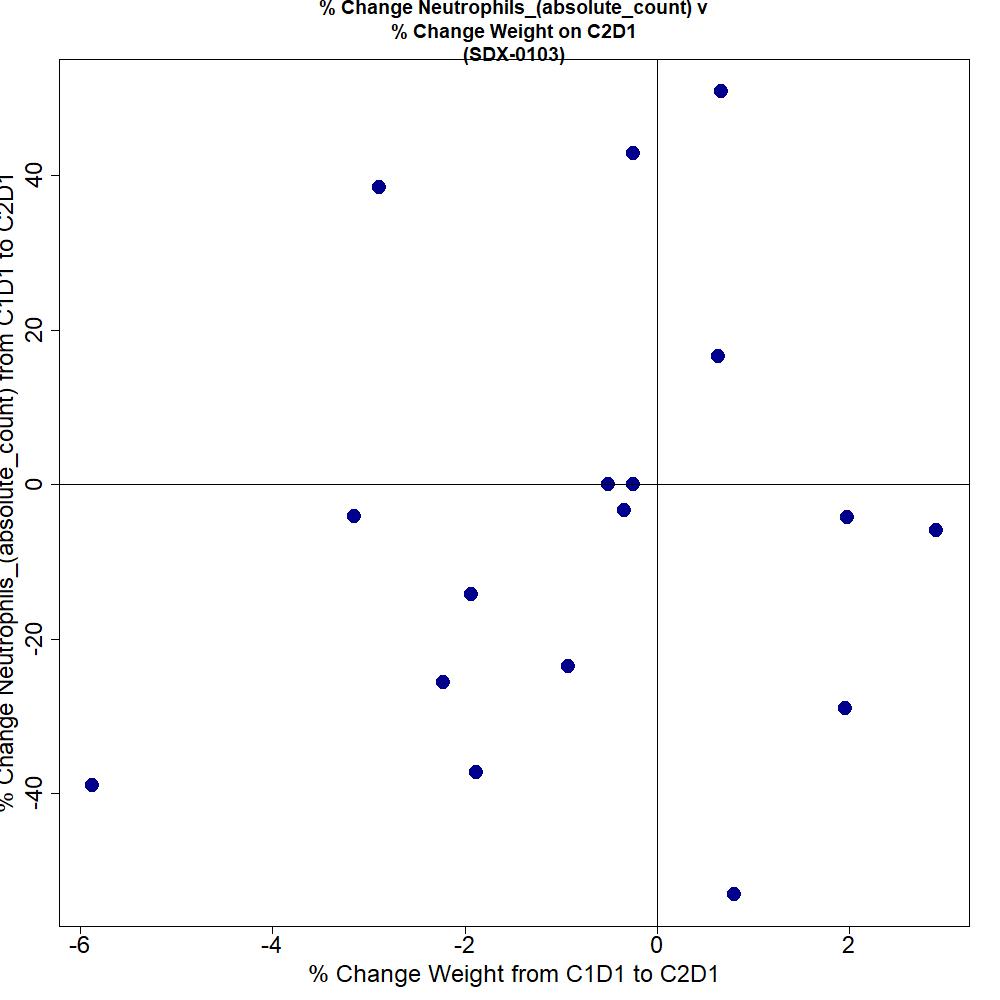 % Change Neutrophils_(absolute_count) v
% Change Weight on C2D1
(SDX-0103)
% Change Neutrophils_(absolute_count) from C1D1 to C2D1
40
20
0
-20
-40
-6
-4
-2
0
2
% Change Weight from C1D1 to C2D1